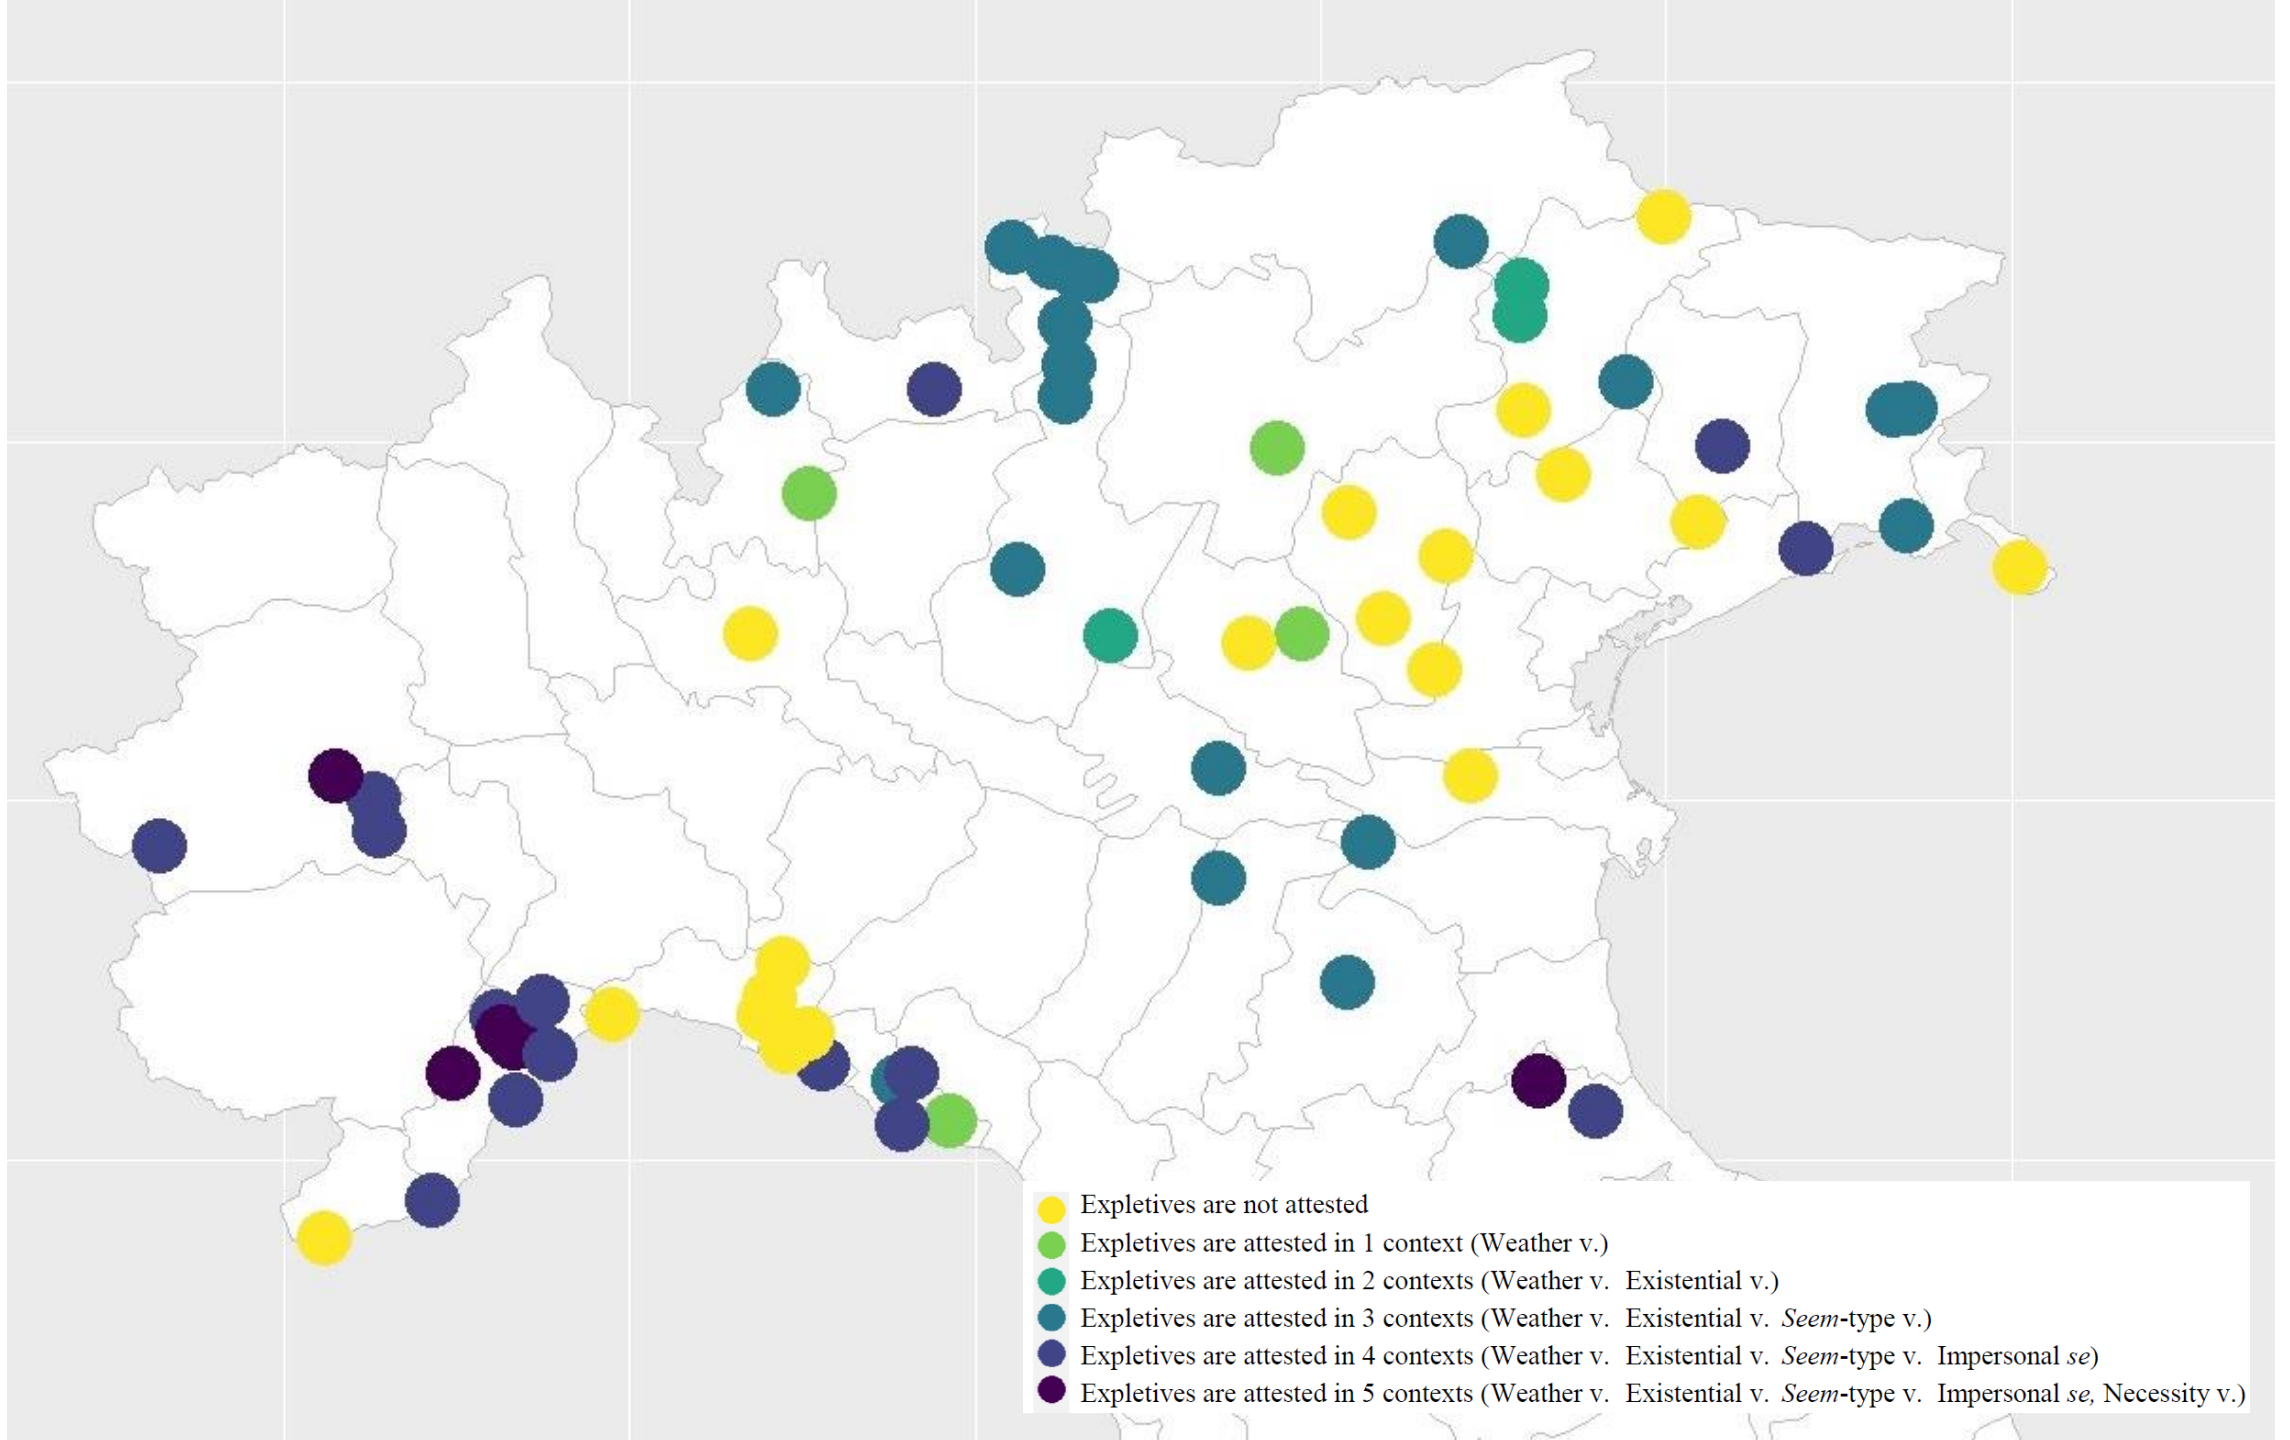 Expletives are not attested
Expletives are attested in 1 context (Weather v.)
Expletives are attested in 2 contexts (Weather v. Existential v.)
Expletives are attested in 3 contexts (Weather v. Existential v. Seem-type v.)
Expletives are attested in 4 contexts (Weather v. Existential v. Seem-type v. Impersonal se)
Expletives are attested in 5 contexts (Weather v. Existential v. Seem-type v. Impersonal se, Necessity v.)